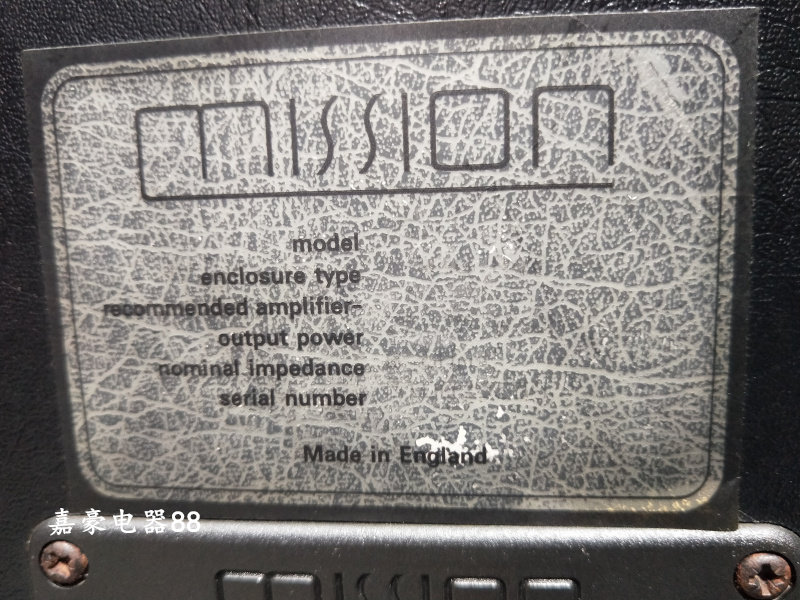 mission
model
enclosure type
recommended amplifier-
output power
nominal impedance
serial number
Made in England
嘉豪电器88
mission